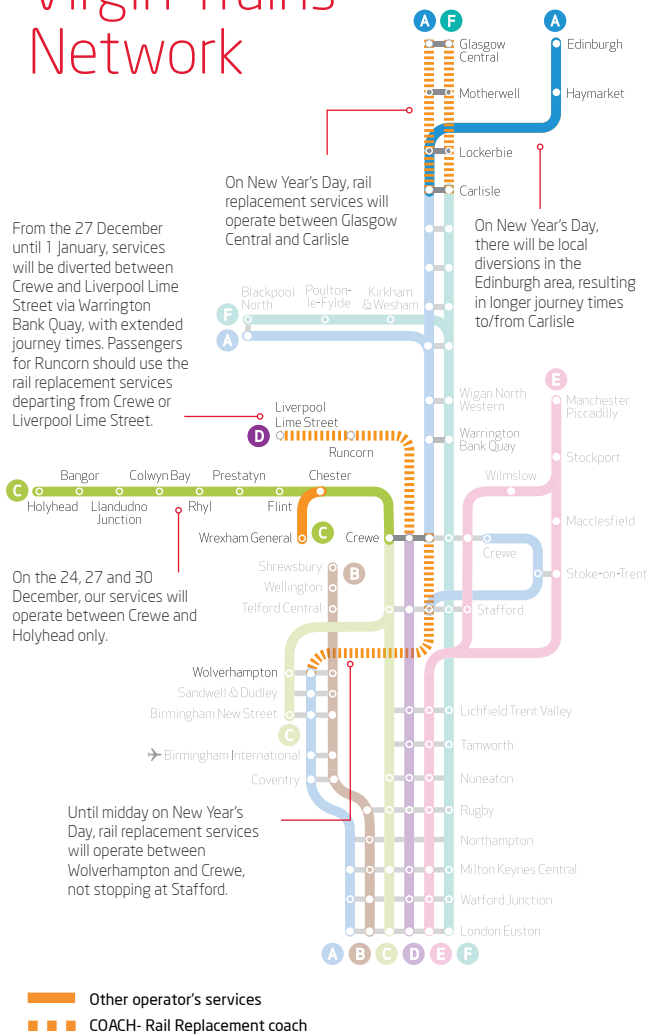 Virgin Trains
Network
A F A
Glasgow
Central
Edinburgh
Motherwell
Haymarket
Lockerbie
Carlisle
On New Year's Day, rail
replacement services will
operate between Glasgow
Central and Carlisle
On New Year's Day,
there will be local
diversions in the
Edinburgh area, resulting
in longer journey times
to/from Carlisle
From the 27 December
until 1 January, services
will be diverted between
Crewe and Liverpool Lime
Street via Warrington
Bank Quay, with extended
journey times. Passengers
for Runcorn should use the
rail replacement services
departing from Crewe or
Liverpool Lime Street.
Blackpool
North
Poulton-
le-Fylde
Kirkham
& Wesham
F
A
E
Wigan North
Western
Manchester
Piccadilly
Liverpool
Lime Street
D
Runcorn
Warrington
Bank Quay
Stockport
Wilmslow
C
Bangor
Colwyn Bay
Prestatyn
Chester
Holyhead
Llandudno
Junction
Rhyl
Flint
Macclesfield
Wrexham General
C
Crewe
Crewe
On the 24, 27 and 30
December, our services will
operate between Crewe and
Holyhead only.
Shrewsbury
B
Wellington
Telford Central
Stoke-on-Trent
Stafford
Wolverhampton
Sandwell & Dudley
Birmingham New Street
C
Lichfield Trent Valley
Birmingham International
Tamworth
Coventry
Nuneaton
Rugby
Until midday on New Year's
Day, rail replacement services
will operate between
Wolverhampton and Crewe,
not stopping at Stafford.
Northampton
Milton Keynes Central
Watford Junction
London Euston
A B C D E F
Other operator's services
COACH- Rail Replacement coach